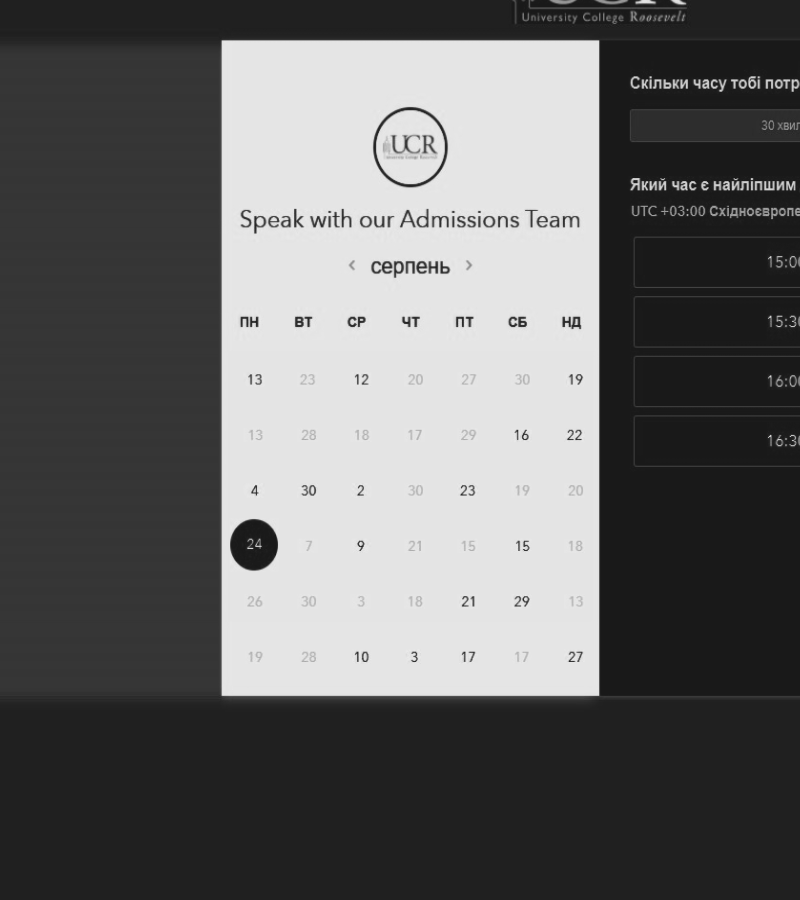 UCR
University College Roosevelt
UCR
Speak with our Admissions Team
< серпень >
ПН ВТ СР ЧТ ПТ СБ НД
13 23 12 20 27 30 19
13 28 18 17 29 16 22
4 30 2 30 23 19 20
24 7 9 21 15 15 18
26 30 3 18 21 29 13
19 28 10 3 17 17 27
Скільки часу тобі потр
30 хвил
Який час є найліпшим
UTC +03:00 Східноєвропе
15:00
15:30
16:00
16:30